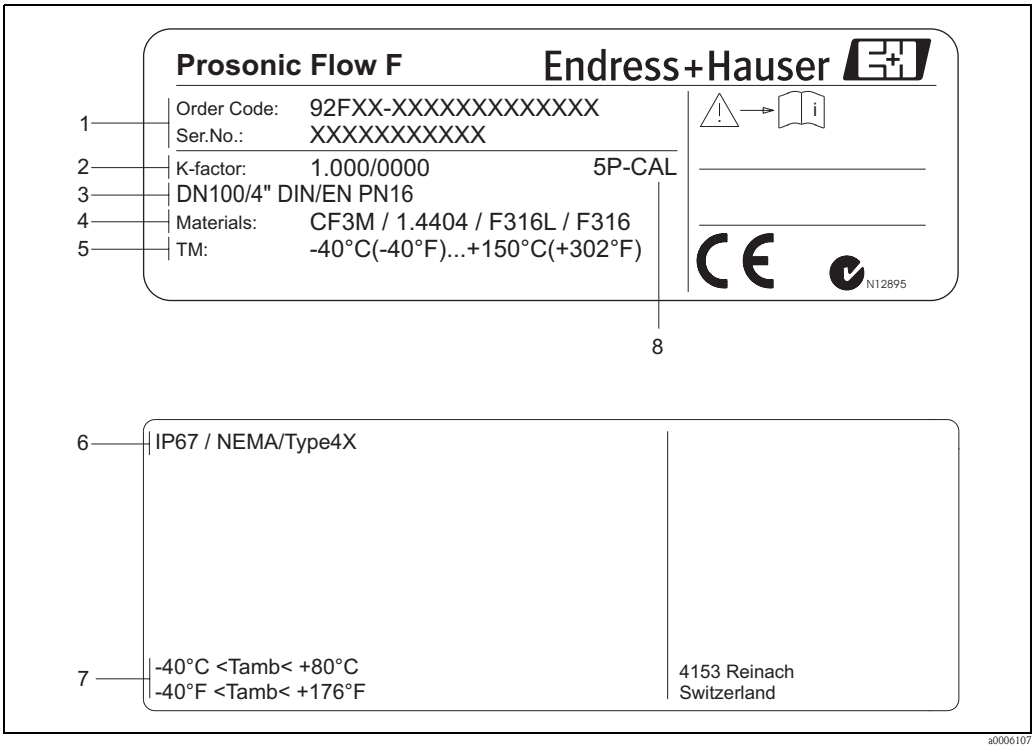 Prosonic Flow F
Endress+Hauser
1
Order Code: 92FXX-XXXXXXXXXXXXX
i
Ser.No.: XXXXXXXXXXX
2
K-factor: 1.000/0000 5P-CAL
3
DN100/4" DIN/EN PN16
4
Materials: CF3M / 1.4404 / F316L / F316
5
TM: -40°C(-40°F)...+150°C(+302°F)
CE
N12895
8
6
IP67 / NEMA/Type4X
7
-40°C <Tamb< +80°C
-40°F <Tamb< +176°F
4153 Reinach
Switzerland
a0006107